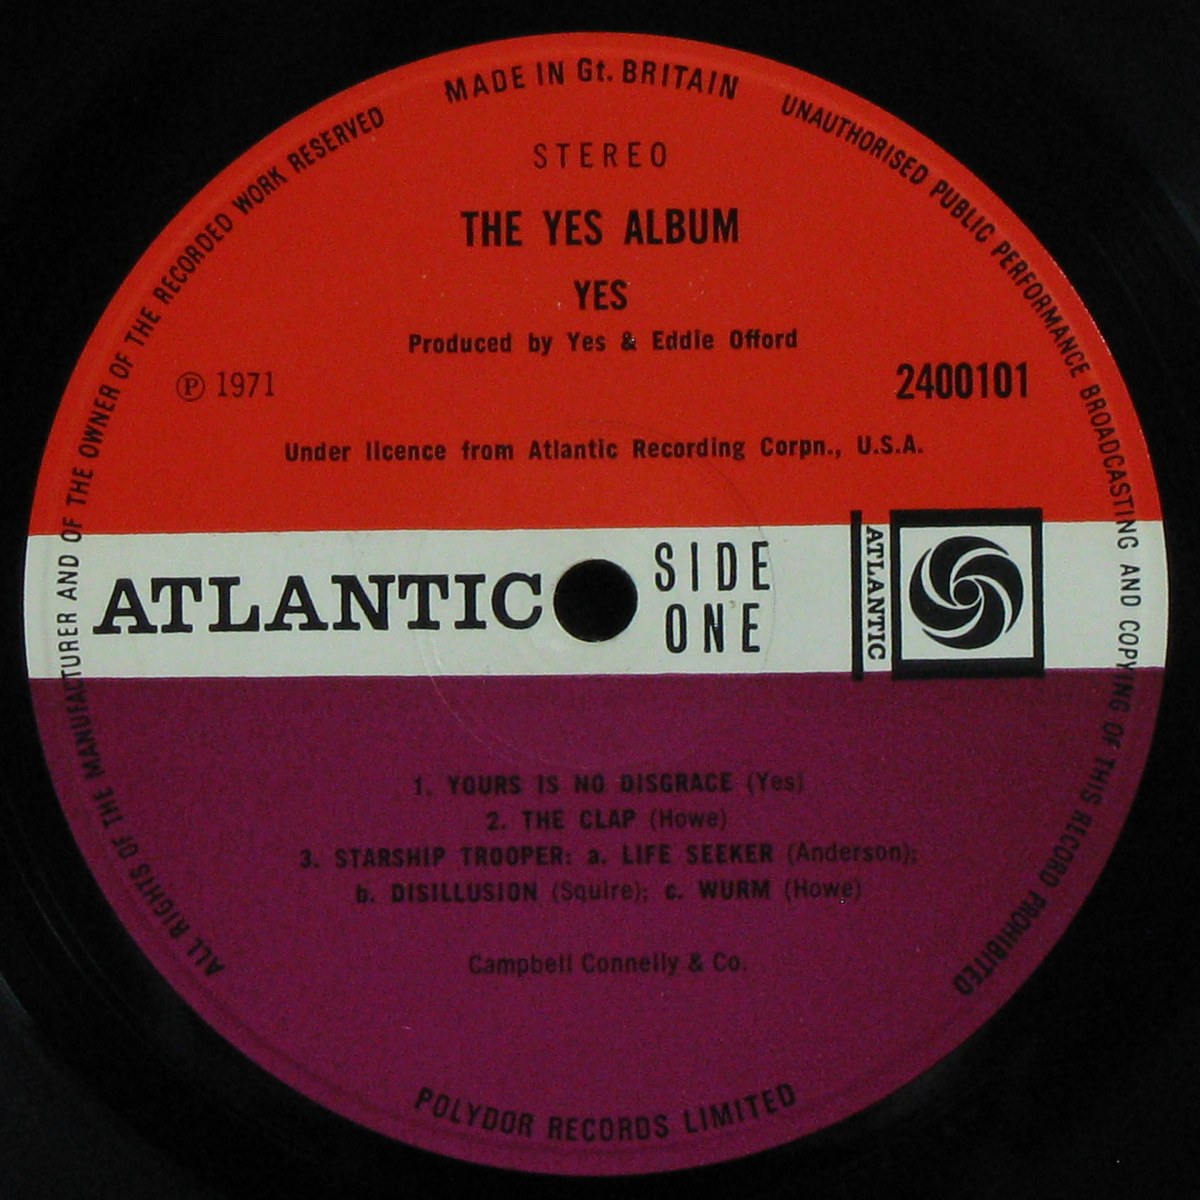 MADE IN Gt. BRITAIN
UNAUTHORISED PUBLIC PERFORMANCE BROADCASTING AND COPYING OF THIS RECORD PROHIBITED
ALL RIGHTS OF THE MANUFACTURER AND OF THE OWNER OF THE RECORDED WORK RESERVED
STEREO
THE YES ALBUM
YES
Produced by Yes & Eddie Offord
℗ 1971
2400101
Under licence from Atlantic Recording Corpn., U.S.A.
ATLANTIC
SIDE
ONE
ATLANTIC
1. YOURS IS NO DISGRACE (Yes)
2. THE CLAP (Howe)
3. STARSHIP TROOPER: a. LIFE SEEKER (Anderson);
b. DISILLUSION (Squire); c. WURM (Howe)
Campbell Connelly & Co.
POLYDOR RECORDS LIMITED